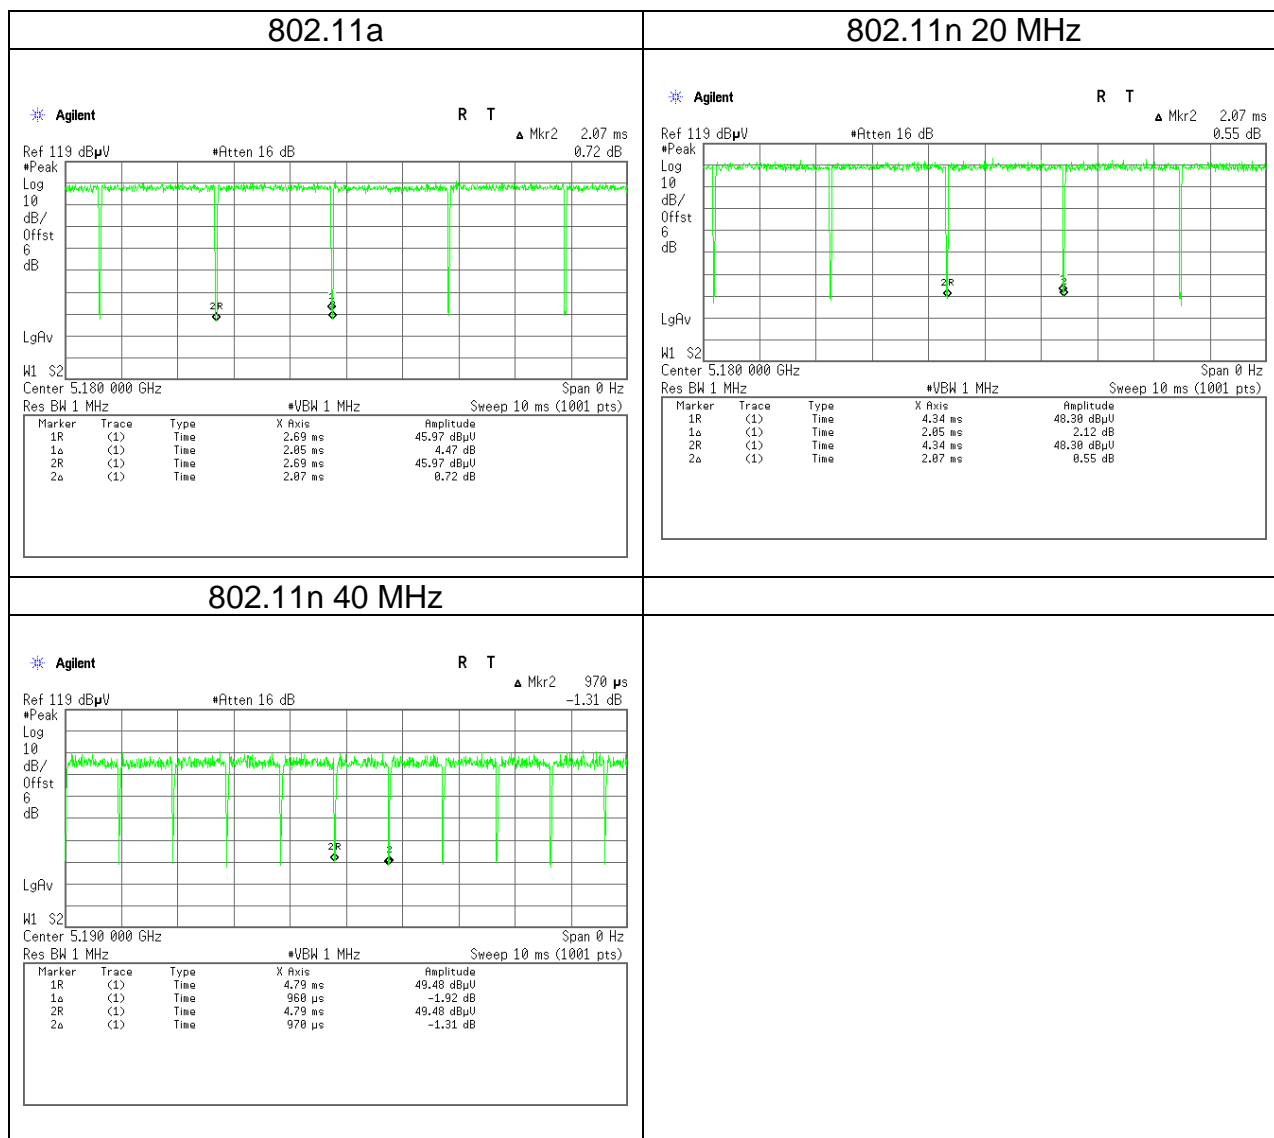 802.11a
Agilent
R T
Δ Mkr2 2.07 ms
Ref 119 dBµV #Atten 16 dB 0.72 dB
#Peak
Log
10
dB/
Offst
6
dB
2R
LgAv
W1 S2
Center 5.180 000 GHz Span 0 Hz
Res BW 1 MHz #VBW 1 MHz Sweep 10 ms (1001 pts)
Marker Trace Type X Axis Amplitude
1R (1) Time 2.69 ms 45.97 dBµV
1Δ (1) Time 2.05 ms 4.47 dB
2R (1) Time 2.69 ms 45.97 dBµV
2Δ (1) Time 2.07 ms 0.72 dB
802.11n 20 MHz
Agilent
R T
Δ Mkr2 2.07 ms
Ref 119 dBµV #Atten 16 dB 0.55 dB
#Peak
Log
10
dB/
Offst
6
dB
2R
LgAv
W1 S2
Center 5.180 000 GHz Span 0 Hz
Res BW 1 MHz #VBW 1 MHz Sweep 10 ms (1001 pts)
Marker Trace Type X Axis Amplitude
1R (1) Time 4.34 ms 48.30 dBµV
1Δ (1) Time 2.05 ms 2.12 dB
2R (1) Time 4.34 ms 48.30 dBµV
2Δ (1) Time 2.07 ms 0.55 dB
802.11n 40 MHz
Agilent
R T
Δ Mkr2 970 µs
Ref 119 dBµV #Atten 16 dB -1.31 dB
#Peak
Log
10
dB/
Offst
6
dB
2R
2
LgAv
W1 S2
Center 5.190 000 GHz Span 0 Hz
Res BW 1 MHz #VBW 1 MHz Sweep 10 ms (1001 pts)
Marker Trace Type X Axis Amplitude
1R (1) Time 4.79 ms 49.48 dBµV
1Δ (1) Time 960 µs -1.92 dB
2R (1) Time 4.79 ms 49.48 dBµV
2Δ (1) Time 970 µs -1.31 dB